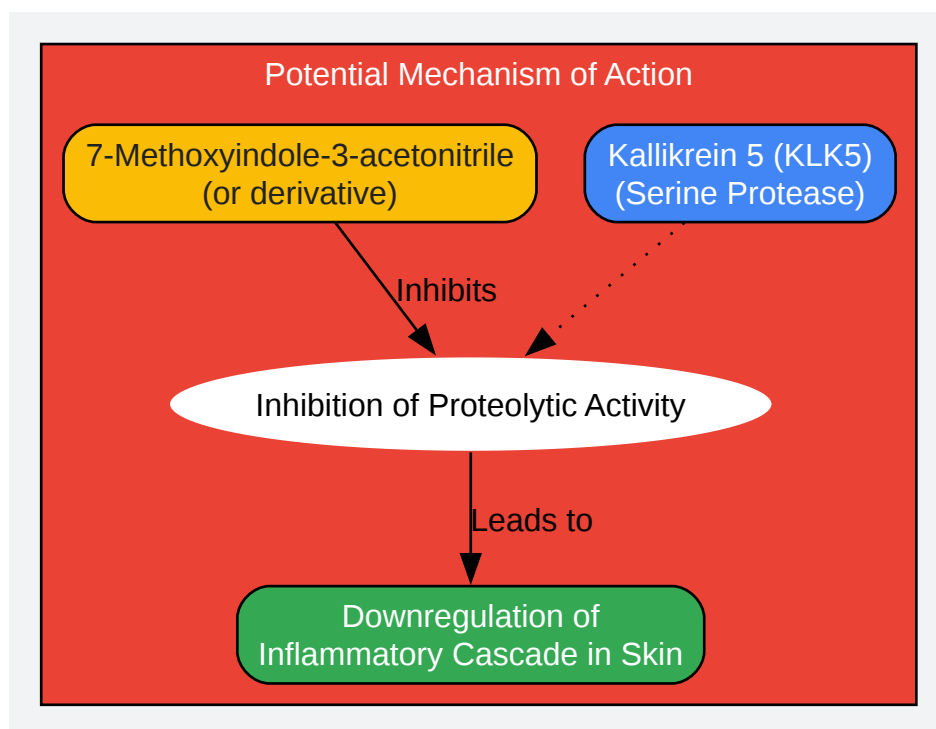 Potential Mechanism of Action
7-Methoxyindole-3-acetonitrile
(or derivative)
Kallikrein 5 (KLK5)
(Serine Protease)
Inhibits
Inhibition of Proteolytic Activity
Leads to
Downregulation of
Inflammatory Cascade in Skin